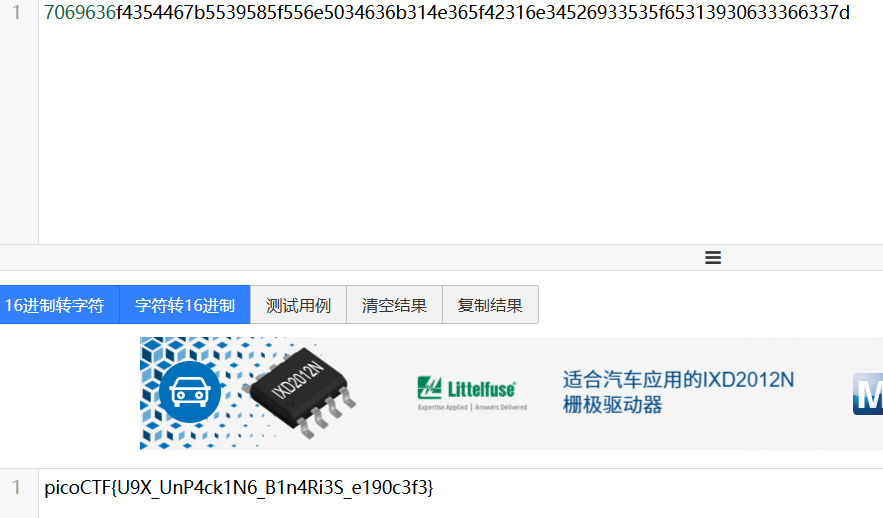 1 7069636f4354467b5539585f556e5034636b314e365f42316e34526933535f65313930633366337d
16进制转字符 字符转16进制 测试用例 清空结果 复制结果
IXD2012N
Littelfuse®
Expertise Applied | Answers Delivered
适合汽车应用的IXD2012N
栅极驱动器
M
1 picoCTF{U9X_UnP4ck1N6_B1n4Ri3S_e190c3f3}